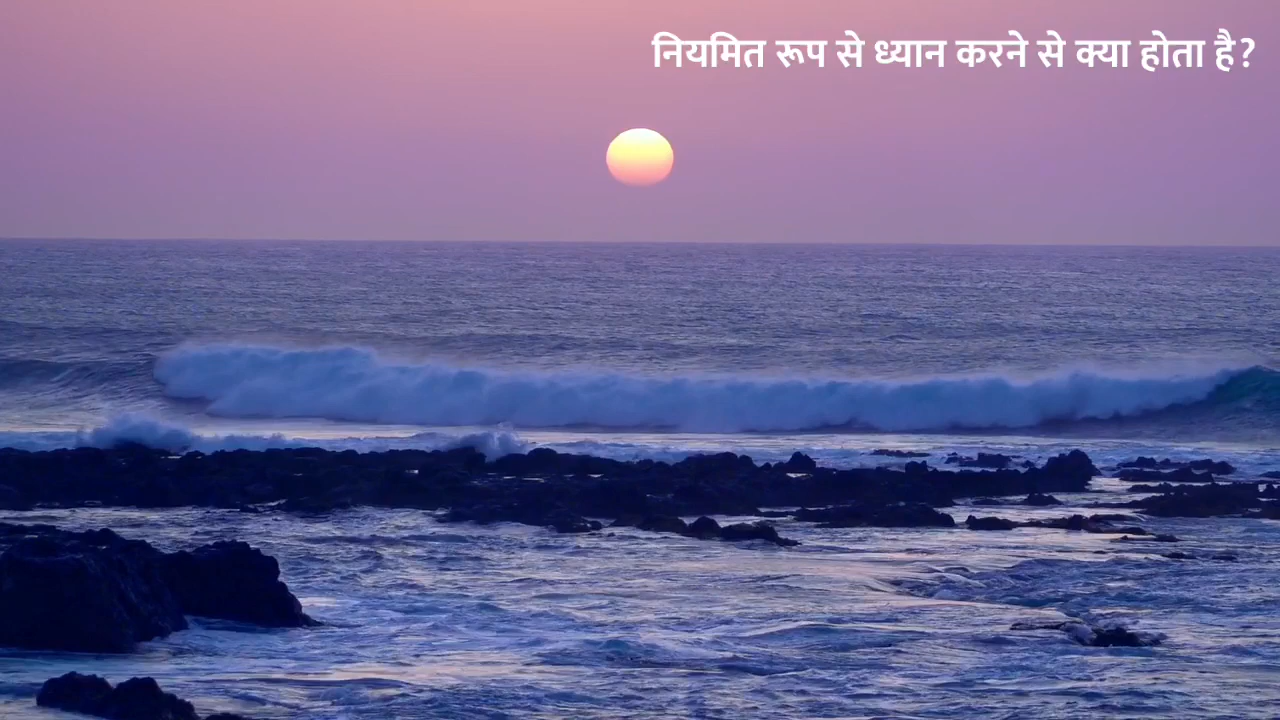 नियमित रूप से ध्यान करने से क्या होता है?